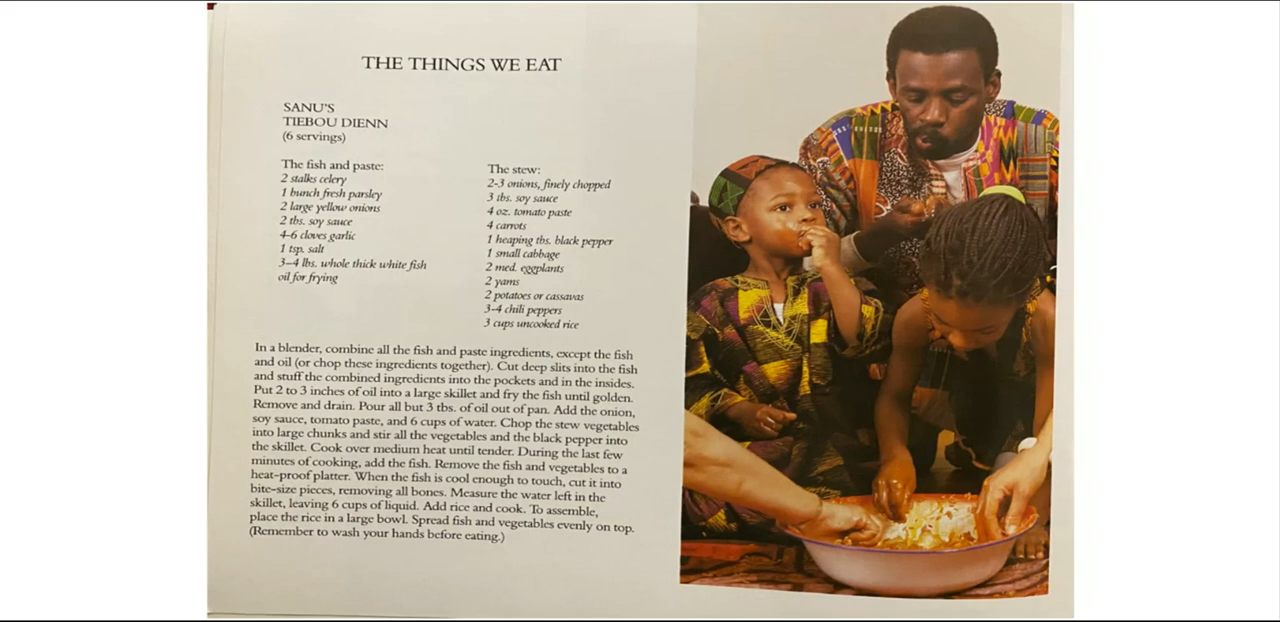 THE THINGS WE EAT
SANU'S
TIEBOU DIENN
(6 servings)
The fish and paste:
2 stalks celery
1 bunch fresh parsley
2 large yellow onions
2 tbs. soy sauce
4-6 cloves garlic
1 tsp. salt
3-4 lbs. whole thick white fish
oil for frying
The stew:
2-3 onions, finely chopped
3 tbs. soy sauce
4 oz. tomato paste
4 carrots
1 heaping tbs. black pepper
1 small cabbage
2 med. eggplants
2 yams
2 potatoes or cassavas
3-4 chili peppers
3 cups uncooked rice
In a blender, combine all the fish and paste ingredients, except the fish
and oil (or chop these ingredients together). Cut deep slits into the fish
and stuff the combined ingredients into the pockets and in the insides.
Put 2 to 3 inches of oil into a large skillet and fry the fish until golden.
Remove and drain. Pour all but 3 tbs. of oil out of pan. Add the onion,
soy sauce, tomato paste, and 6 cups of water. Chop the stew vegetables
into large chunks and stir all the vegetables and the black pepper into
the skillet. Cook over medium heat until tender. During the last few
minutes of cooking, add the fish. Remove the fish and vegetables to a
heat-proof platter. When the fish is cool enough to touch, cut it into
bite-size pieces, removing all bones. Measure the water left in the
skillet, leaving 6 cups of liquid. Add rice and cook. To assemble,
place the rice in a large bowl. Spread fish and vegetables evenly on top.
(Remember to wash your hands before eating.)